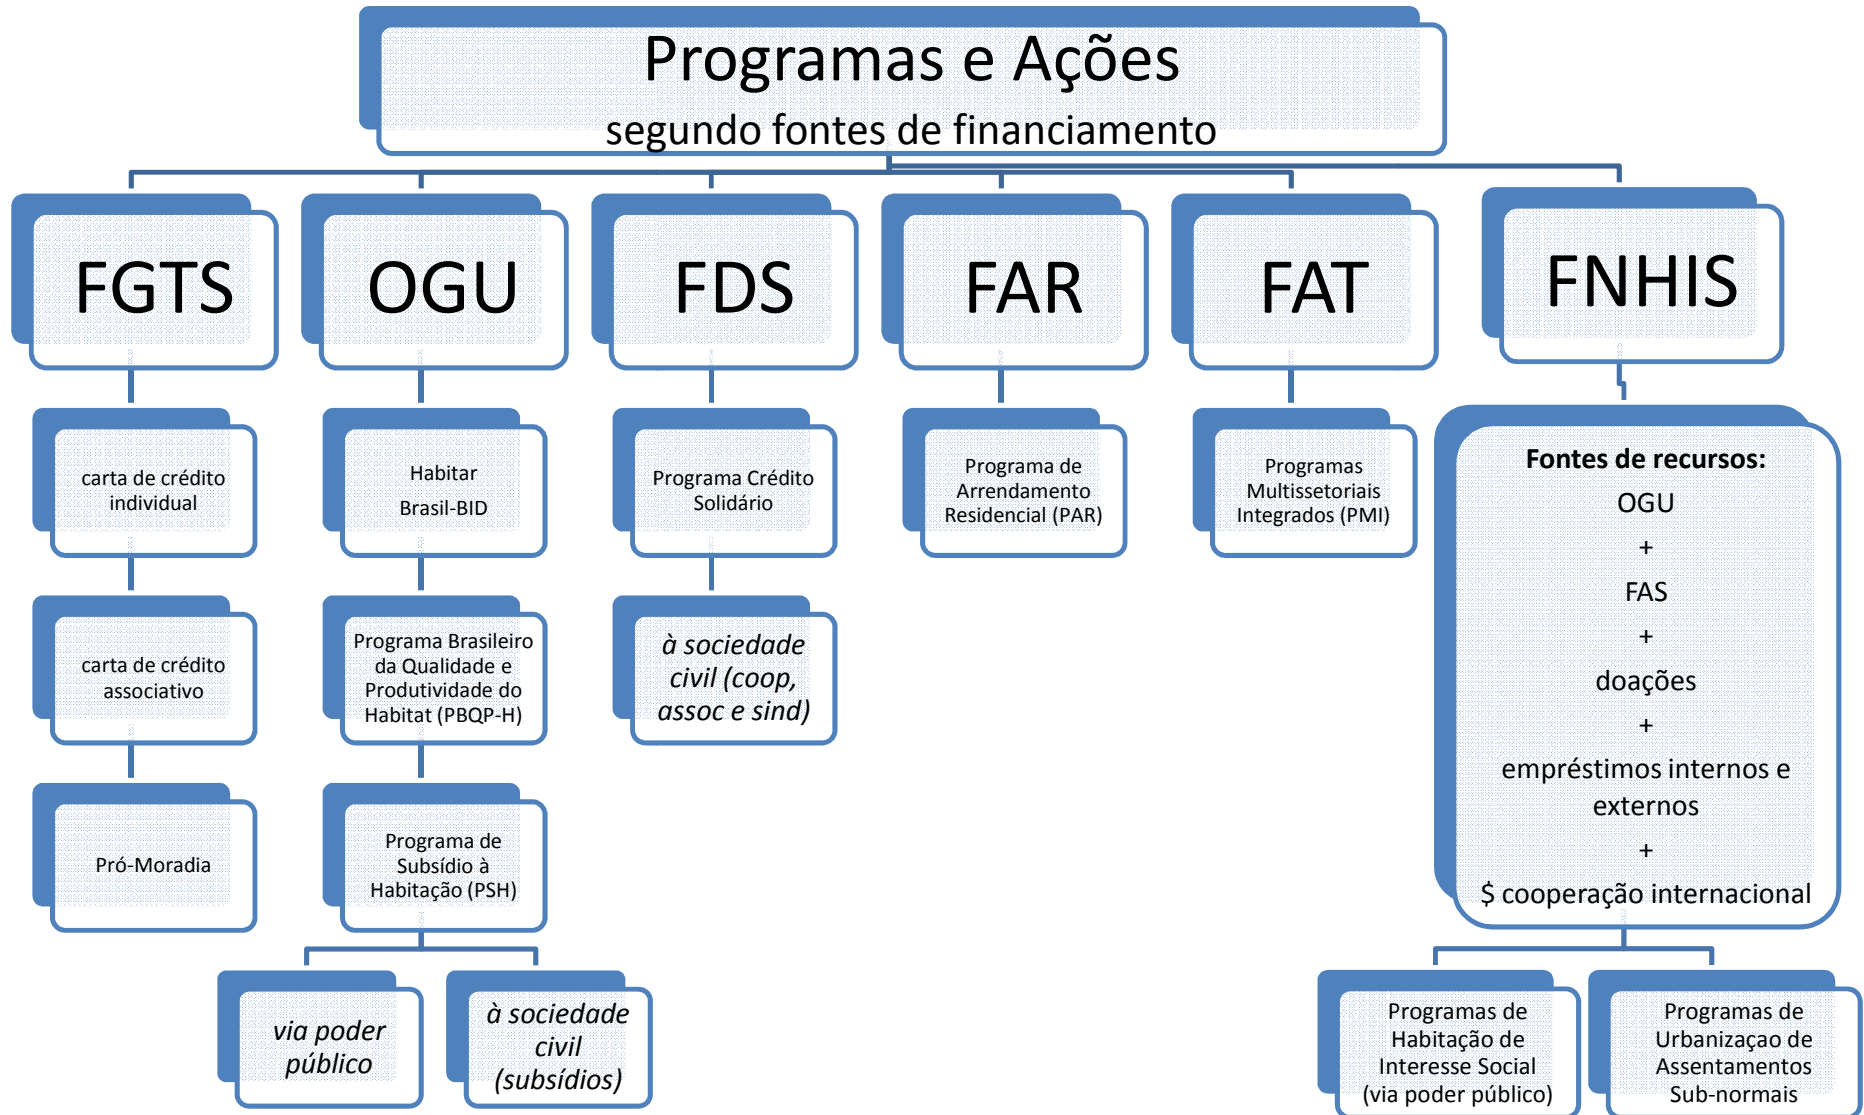 Programas e Ações
segundo fontes de financiamento
FGTS
OGU
FDS
FAR
FAT
FNHIS
carta de crédito
individual
Habitar
Brasil-BID
Programa Crédito
Solidário
Programa de
Arrendamento
Residencial (PAR)
Programas
Multissetoriais
Integrados (PMI)
Fontes de recursos:
OGU
+
FAS
+
doações
+
empréstimos internos e
externos
+
$ cooperação internacional
carta de crédito
associativo
Programa Brasileiro
da Qualidade e
Produtividade do
Habitat (PBQP-H)
à sociedade
civil (coop,
assoc e sind)
Pró-Moradia
Programa de
Subsídio à
Habitação (PSH)
via poder
público
à sociedade
civil
(subsídios)
Programas de
Habitação de
Interesse Social
(via poder público)
Programas de
Urbanizaçao de
Assentamentos
Sub-normais